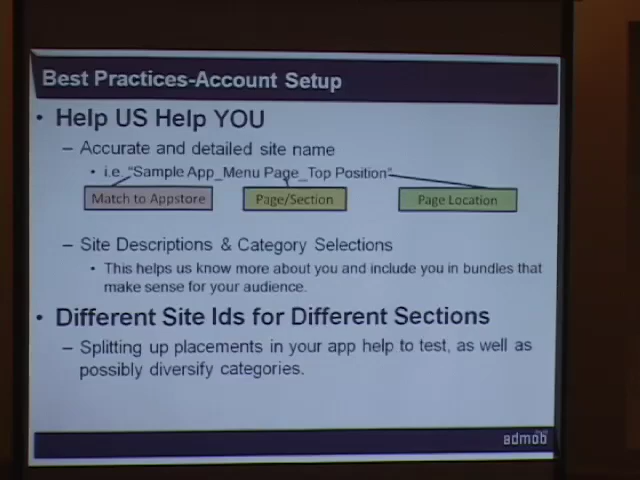 Best Practices-Account Setup
• Help US Help YOU
– Accurate and detailed site name
• i.e "Sample App_Menu Page_Top Position"
Match to Appstore Page/Section Page Location
– Site Descriptions & Category Selections
• This helps us know more about you and include you in bundles that
make sense for your audience.
• Different Site Ids for Different Sections
– Splitting up placements in your app help to test, as well as
possibly diversify categories.
admob